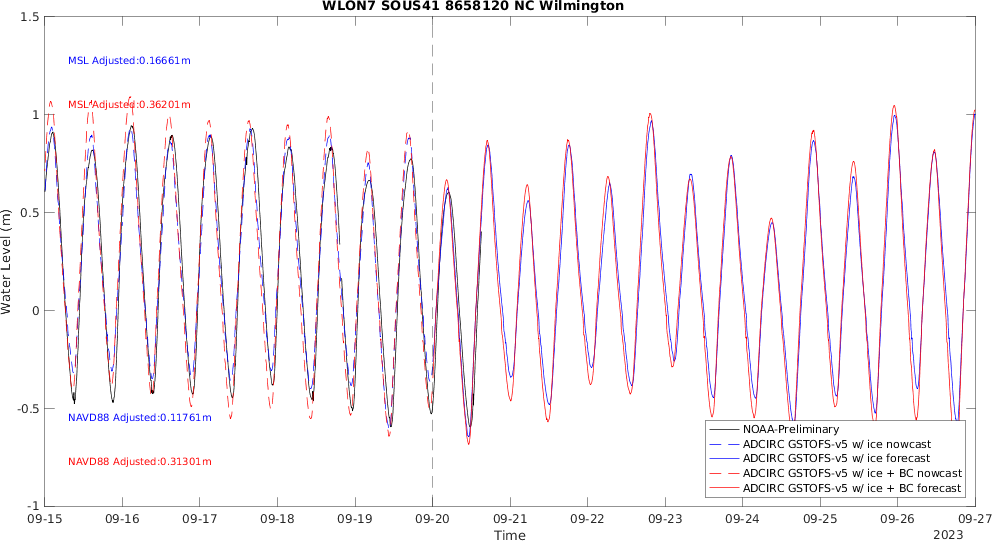 WLON7 SOUS41 8658120 NC Wilmington
1.5
1
0.5
0
-0.5
-1
Water Level (m)
MSL Adjusted:0.16661m
MSL Adjusted:0.36201m
NAVD88 Adjusted:0.11761m
NAVD88 Adjusted:0.31301m
NOAA-Preliminary
ADCIRC GSTOFS-v5 w/ ice nowcast
ADCIRC GSTOFS-v5 w/ ice forecast
ADCIRC GSTOFS-v5 w/ ice + BC nowcast
ADCIRC GSTOFS-v5 w/ ice + BC forecast
09-15 09-16 09-17 09-18 09-19 09-20 09-21 09-22 09-23 09-24 09-25 09-26 09-27
Time
2023